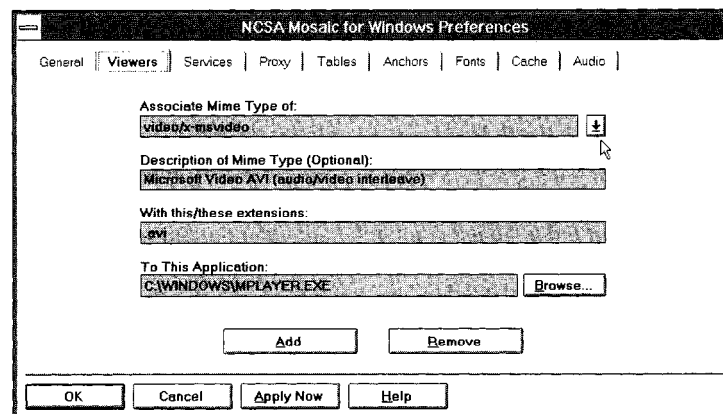 NCSA Mosaic for Windows Preferences
General Viewers Services Proxy Tables Anchors Fonts Cache Audio
Associate Mime Type of:
video/x-msvideo
Description of Mime Type (Optional):
Microsoft Video AVI (audio/video interleave)
With this/these extensions:
.avi
To This Application:
C:\WINDOWS\MPLAYER.EXE Browse...
Add Remove
OK Cancel Apply Now Help